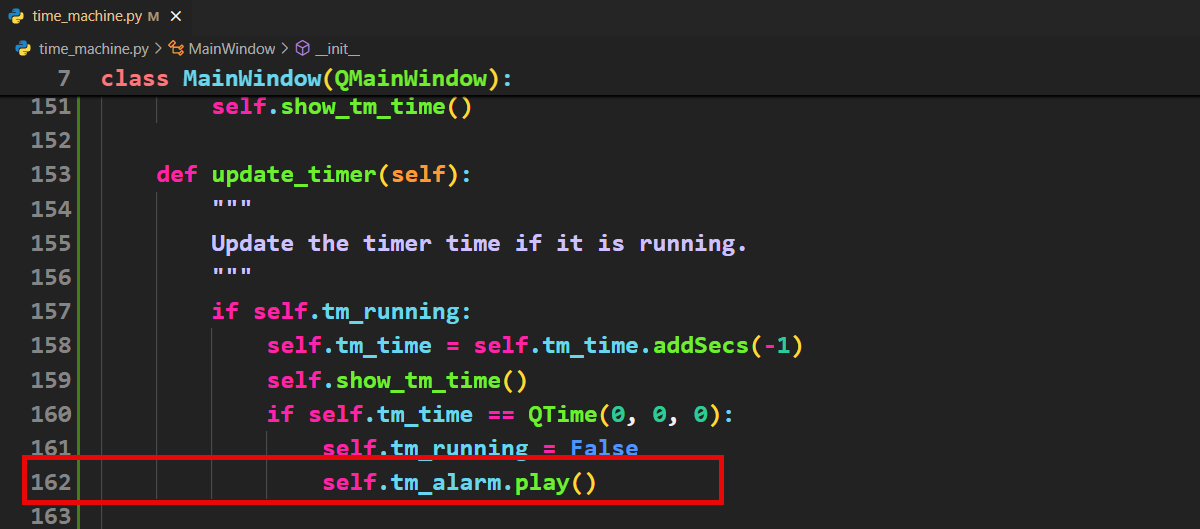 time_machine.py M ×
time_machine.py > MainWindow > __init__
7 class MainWindow(QMainWindow):
151 self.show_tm_time()
152
153 def update_timer(self):
154 """
155 Update the timer time if it is running.
156 """
157 if self.tm_running:
158 self.tm_time = self.tm_time.addSecs(-1)
159 self.show_tm_time()
160 if self.tm_time == QTime(0, 0, 0):
161 self.tm_running = False
162 self.tm_alarm.play()
163